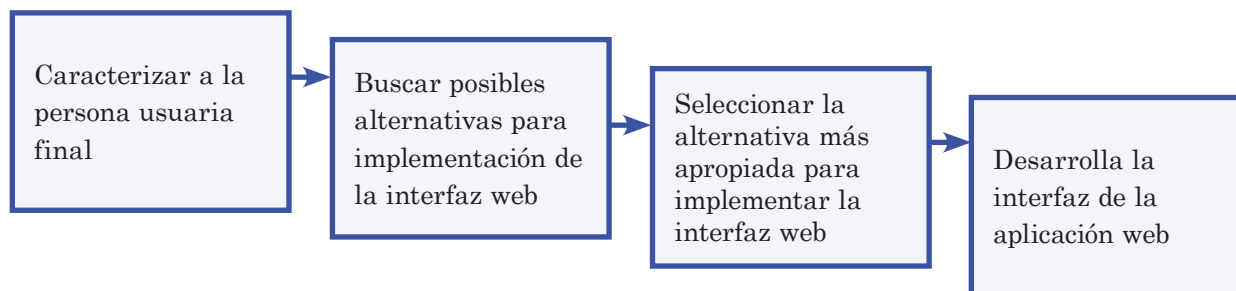 Caracterizar a la
persona usuaria
final
Buscar posibles
alternativas para
implementación de
la interfaz web
Seleccionar la
alternativa más
apropiada para
implementar la
interfaz web
Desarrolla la
interfaz de la
aplicación web